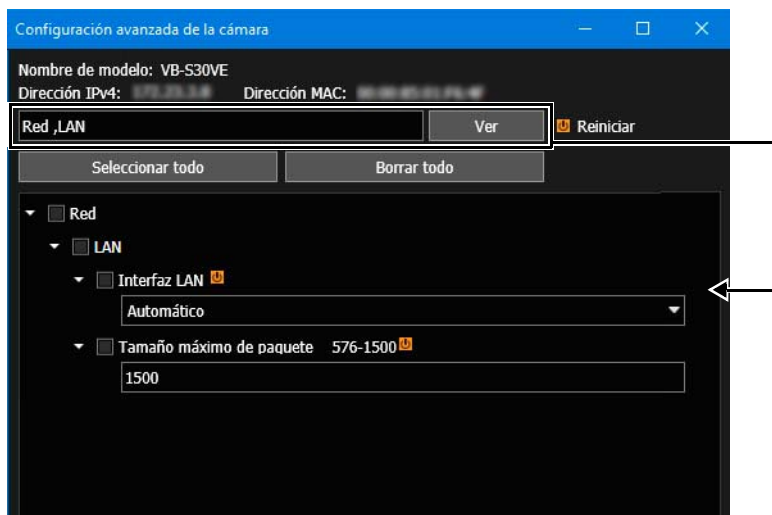 Configuración avanzada de la cámara
Nombre de modelo: VB-S30VE
Dirección IPv4: Dirección MAC:
Red ,LAN Ver Reiniciar
Seleccionar todo Borrar todo
Red
LAN
Interfaz LAN
Automático
Tamaño máximo de paquete 576-1500
1500